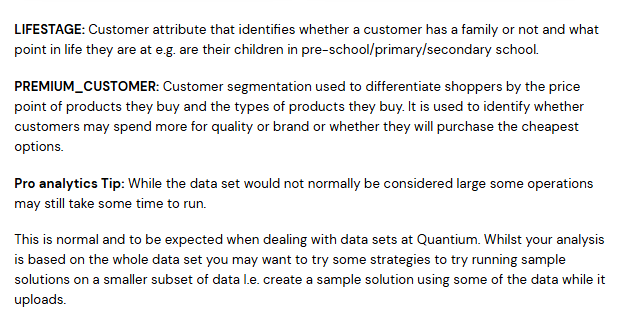 LIFESTAGE: Customer attribute that identifies whether a customer has a family or not and what
point in life they are at e.g. are their children in pre-school/primary/secondary school.
PREMIUM_CUSTOMER: Customer segmentation used to differentiate shoppers by the price
point of products they buy and the types of products they buy. It is used to identify whether
customers may spend more for quality or brand or whether they will purchase the cheapest
options.
Pro analytics Tip: While the data set would not normally be considered large some operations
may still take some time to run.
This is normal and to be expected when dealing with data sets at Quantium. Whilst your analysis
is based on the whole data set you may want to try some strategies to try running sample
solutions on a smaller subset of data I.e. create a sample solution using some of the data while it
uploads.